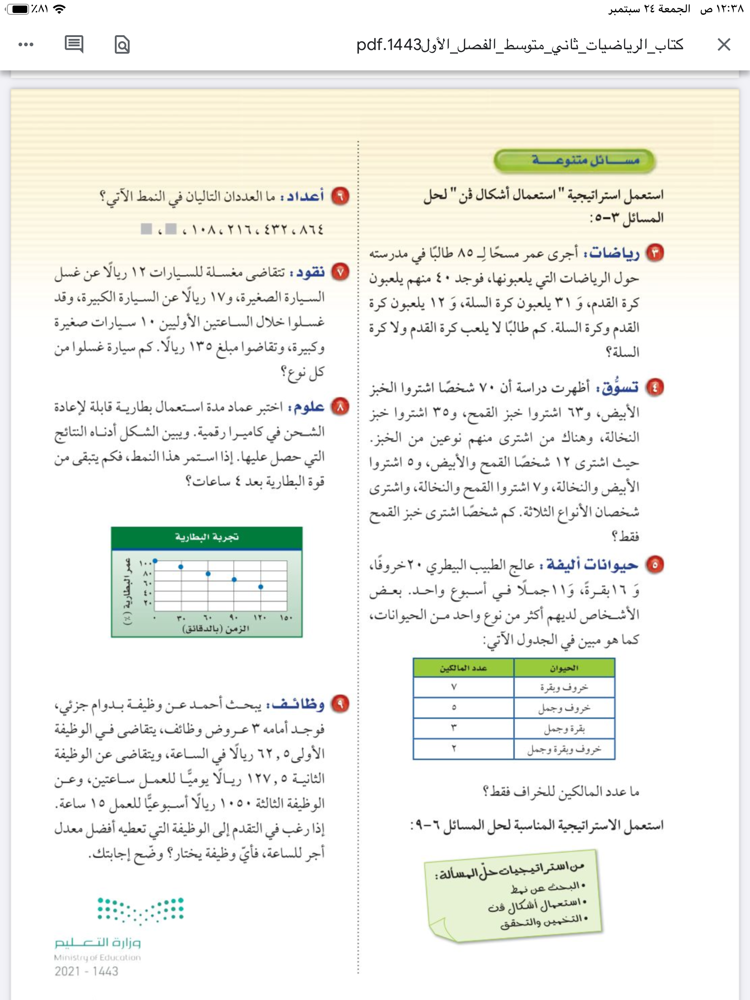 ١٢:٣٨ ص الجمعة ٢٤ سبتمبر
٪٨١
كتاب_الرياضيات_ثاني_متوسط_الفصل_الأول1443.pdf
مسائل متنوعة
استعمل استراتيجية "استعمال أشكال ڤن" لحل
المسائل ٣-٥:
٣ رياضات: أجرى عمر مسحًا لِـ ٨٥ طالبًا في مدرسته
حول الرياضات التي يلعبونها، فوجد ٤٠ منهم يلعبون
كرة القدم، وَ ٣١ يلعبون كرة السلة، وَ ١٢ يلعبون كرة
القدم وكرة السلة. كم طالبًا لا يلعب كرة القدم ولا كرة
السلة؟
٤ تسوُّق: أظهرت دراسة أن ٧٠ شخصًا اشتروا الخبز
الأبيض، و٦٣ اشتروا خبز القمح، و٣٥ اشتروا خبز
النخالة، وهناك من اشترى منهم نوعين من الخبز.
حيث اشترى ١٢ شخصًا القمح والأبيض، و٥ اشتروا
الأبيض والنخالة، و٧ اشتروا القمح والنخالة، واشترى
شخصان الأنواع الثلاثة. كم شخصًا اشترى خبز القمح
فقط؟
٥ حيوانات أليفة: عالج الطبيب البيطري ٢٠خروفًا،
وَ ١٦بقرةً، وَ١١جملًا في أسبوع واحد. بعض
الأشخاص لديهم أكثر من نوع واحد من الحيوانات،
كما هو مبين في الجدول الآتي:
الحيوان عدد المالكين
خروف وبقرة ٧
خروف وجمل ٥
بقرة وجمل ٣
خروف وبقرة وجمل ٢
ما عدد المالكين للخراف فقط؟
استعمل الاستراتيجية المناسبة لحل المسائل ٦-٩:
من استراتيجيات حلّ المسألة:
• البحث عن نمط
• استعمال أشكال ڤن
• التخمين والتحقق
٦ أعداد: ما العددان التاليان في النمط الآتي؟
٨٦٤، ٤٣٢، ٢١٦، ١٠٨، ■، ■
٧ نقود: تتقاضى مغسلة للسيارات ١٢ ريالًا عن غسل
السيارة الصغيرة، و١٧ ريالًا عن السيارة الكبيرة، وقد
غسلوا خلال الساعتين الأوليين ١٠ سيارات صغيرة
وكبيرة، وتقاضوا مبلغ ١٣٥ ريالًا. كم سيارة غسلوا من
كل نوع؟
٨ علوم: اختبر عماد مدة استعمال بطارية قابلة لإعادة
الشحن في كاميرا رقمية. ويبين الشكل أدناه النتائج
التي حصل عليها. إذا استمر هذا النمط، فكم يتبقى من
قوة البطارية بعد ٤ ساعات؟
تجربة البطارية
عمر البطارية (٪)
١٠٠
٨٠
٦٠
٤٠
٢٠
٠ ٣٠ ٦٠ ٩٠ ١٢٠ ١٥٠
الزمن (بالدقائق)
٩ وظائف: يبحث أحمد عن وظيفة بدوام جزئي،
فوجد أمامه ٣ عروض وظائف، يتقاضى في الوظيفة
الأولى ٦٢,٥ ريالًا في الساعة، ويتقاضى عن الوظيفة
الثانية ١٢٧,٥ ريالًا يوميًّا للعمل ساعتين، وعن
الوظيفة الثالثة ١٠٥٠ ريالًا أسبوعيًّا للعمل ١٥ ساعة.
إذا رغب في التقدم إلى الوظيفة التي تعطيه أفضل معدل
أجر للساعة، فأيّ وظيفة يختار؟ وضّح إجابتك.
وزارة التعليم
Ministry of Education
2021 - 1443